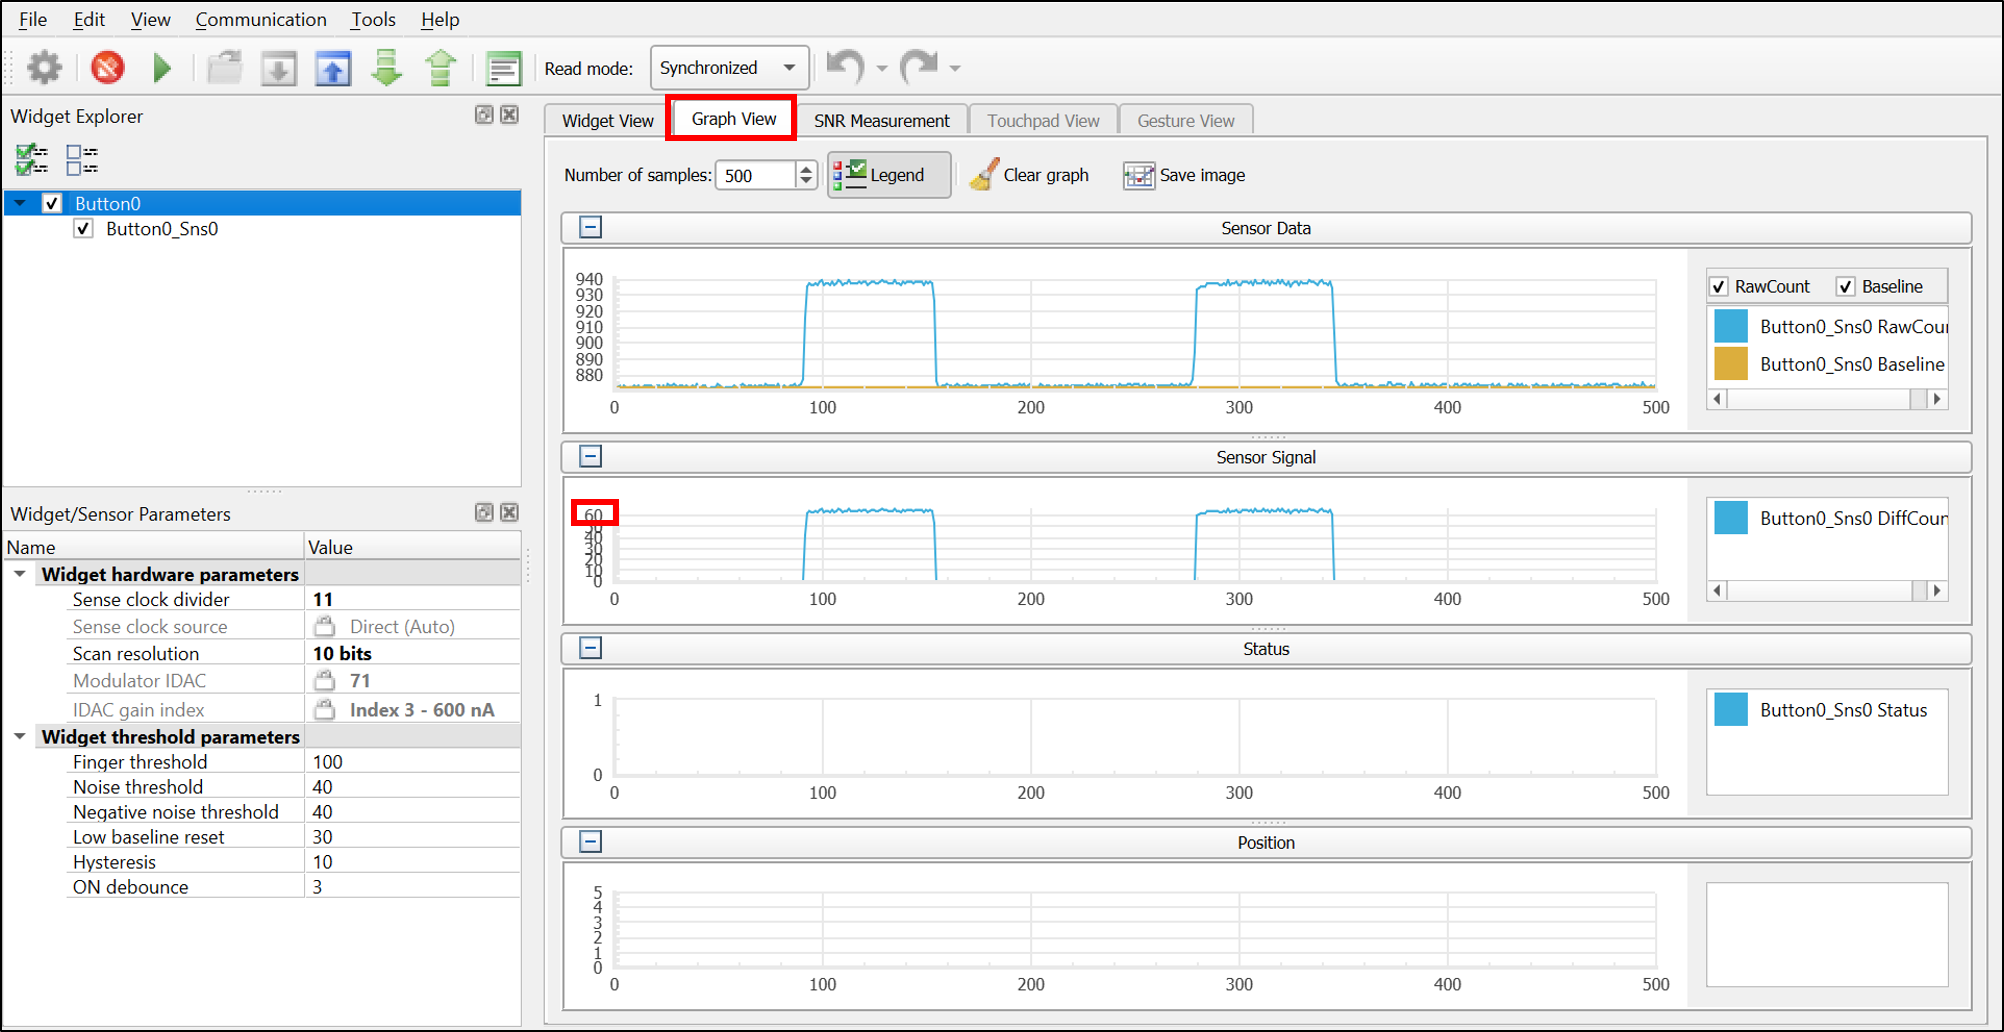 File Edit View Communication Tools Help
Read mode: Synchronized
Widget Explorer
Button0
Button0_Sns0
Widget/Sensor Parameters
Name Value
Widget hardware parameters
Sense clock divider 11
Sense clock source Direct (Auto)
Scan resolution 10 bits
Modulator IDAC 71
IDAC gain index Index 3 - 600 nA
Widget threshold parameters
Finger threshold 100
Noise threshold 40
Negative noise threshold 40
Low baseline reset 30
Hysteresis 10
ON debounce 3
Widget View Graph View SNR Measurement Touchpad View Gesture View
Number of samples: 500 Legend Clear graph Save image
Sensor Data
940
930
920
910
900
890
880
0 100 200 300 400 500
RawCount Baseline
Button0_Sns0 RawCou
Button0_Sns0 Baseline
Sensor Signal
60
50
40
30
20
10
0
0 100 200 300 400 500
Button0_Sns0 DiffCoun
Status
1
0
0 100 200 300 400 500
Button0_Sns0 Status
Position
5
4
3
2
1
0
0 100 200 300 400 500